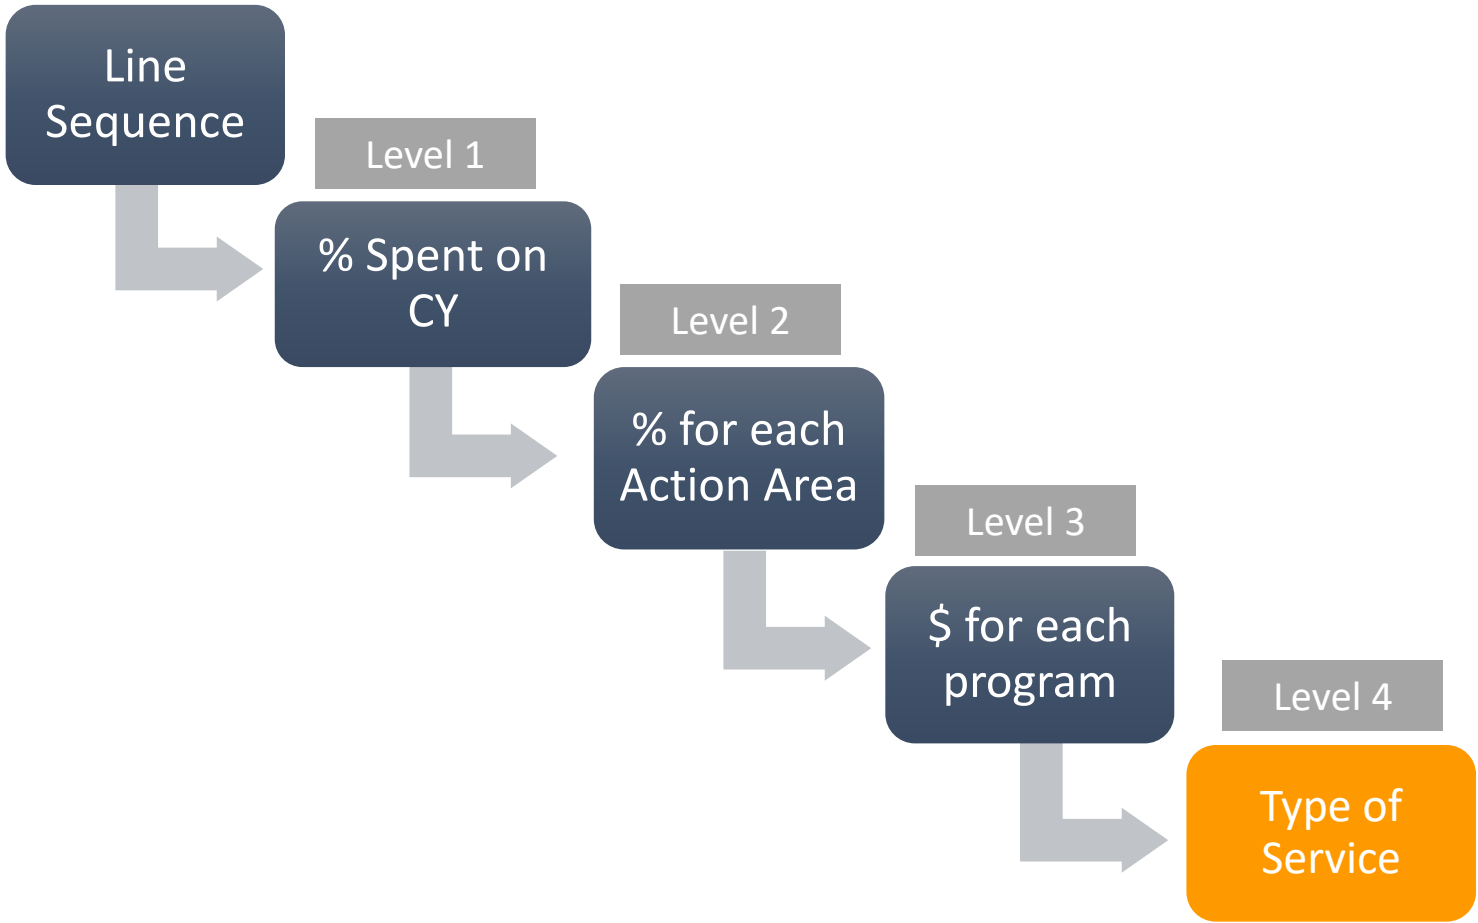 Line
Sequence
Level 1
% Spent on
CY
Level 2
% for each
Action Area
Level 3
$ for each
program
Level 4
Type of
Service